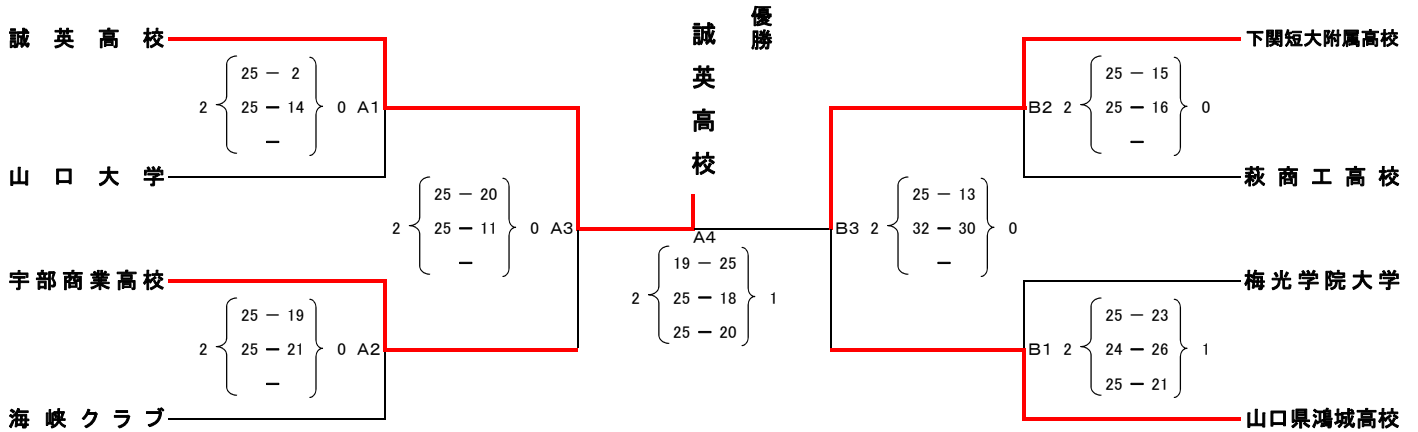 優勝
誠英高校
誠英高校
2 25 － 2 0 A1
25 － 14
－
山口大学
2 25 － 20 0 A3
25 － 11
－
宇部商業高校
2 25 － 19 0 A2
25 － 21
－
海峡クラブ
A4
2 19 － 25 1
25 － 18
25 － 20
下関短大附属高校
B2 2 25 － 15 0
25 － 16
－
萩商工高校
B3 2 25 － 13 0
32 － 30
－
梅光学院大学
B1 2 25 － 23 1
24 － 26
25 － 21
山口県鴻城高校